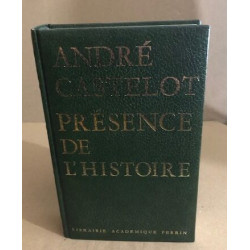 ANDRÉ
CASTELOT
PRÉSENCE
DE
L'HISTOIRE
LIBRAIRIE ACADÉMIQUE PERRIN